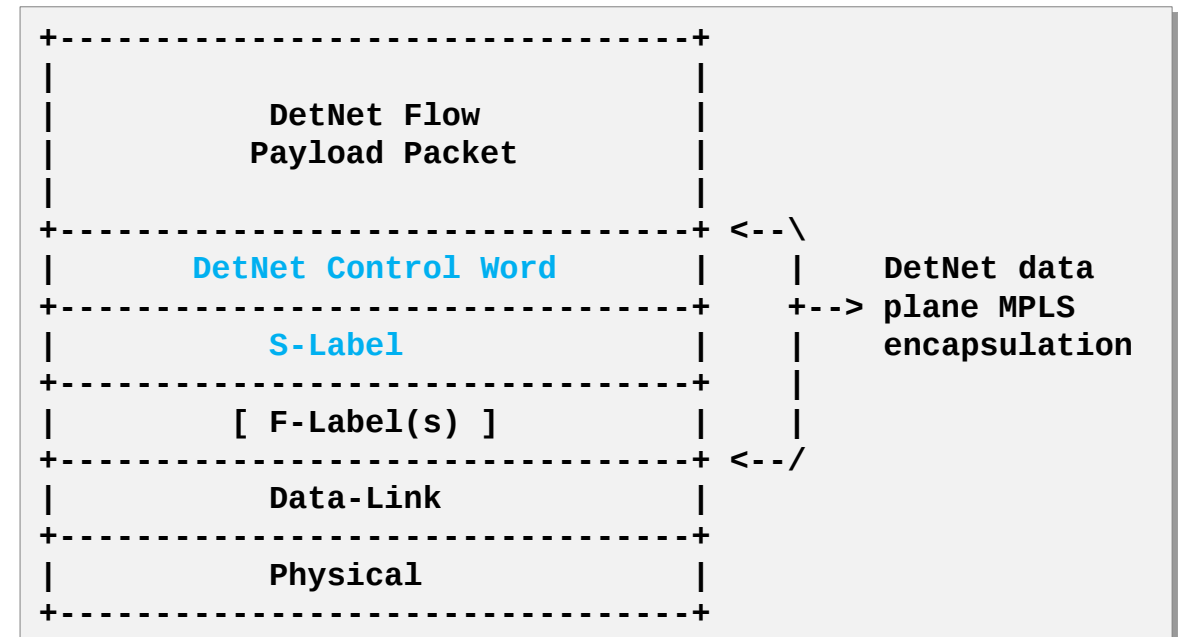 +---------------------------------+
|                                 |
|           DetNet Flow           |
|          Payload Packet         |
|                                 |
+---------------------------------+ <--\
|       DetNet Control Word       |    |    DetNet data
+---------------------------------+    +--> plane MPLS
|           S-Label               |    |    encapsulation
+---------------------------------+    |
|         [ F-Label(s) ]          |    |
+---------------------------------+ <--/
|           Data-Link             |
+---------------------------------+
|           Physical              |
+---------------------------------+